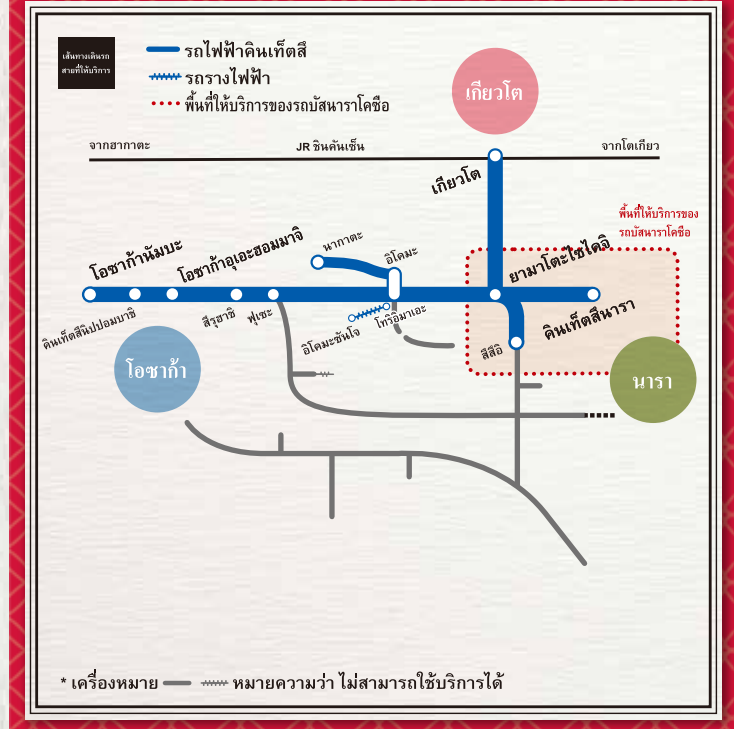 เส้นทางเดินรถ
สายที่ให้บริการ
รถไฟฟ้าคินเท็ตสึ
รถรางไฟฟ้า
พื้นที่ให้บริการของรถบัสนาราโคซือ
เกียวโต
จากฮากาตะ
JR ชินคันเซ็น
จากโตเกียว
เกียวโต
พื้นที่ให้บริการของ
รถบัสนาราโคซือ
โอซาก้านัมบะ
โอซาก้าอุเอะฮอมมาจิ
นากาตะ
อิโคมะ
ยามาโตะไซไดจิ
คินเท็ตสึนิปปอมบาชิ
สึรุฮาชิ
ฟุเซะ
อิโคมะซันโจ
โทริอิมาเอะ
สึสือิ
คินเท็ตสึนารา
โอซาก้า
นารา
* เครื่องหมาย หมายความว่า ไม่สามารถใช้บริการได้